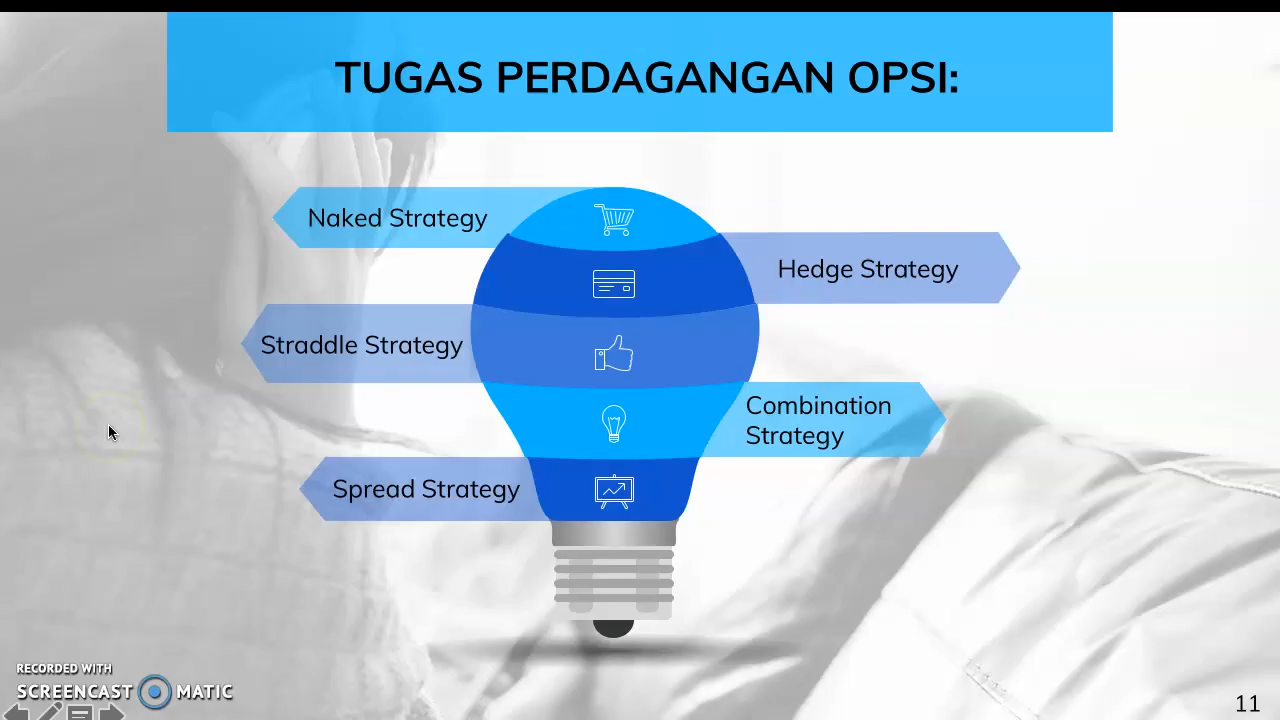 TUGAS PERDAGANGAN OPSI:
Naked Strategy
Hedge Strategy
Straddle Strategy
Combination
Strategy
Spread Strategy
RECORDED WITH
SCREENCAST MATIC
11